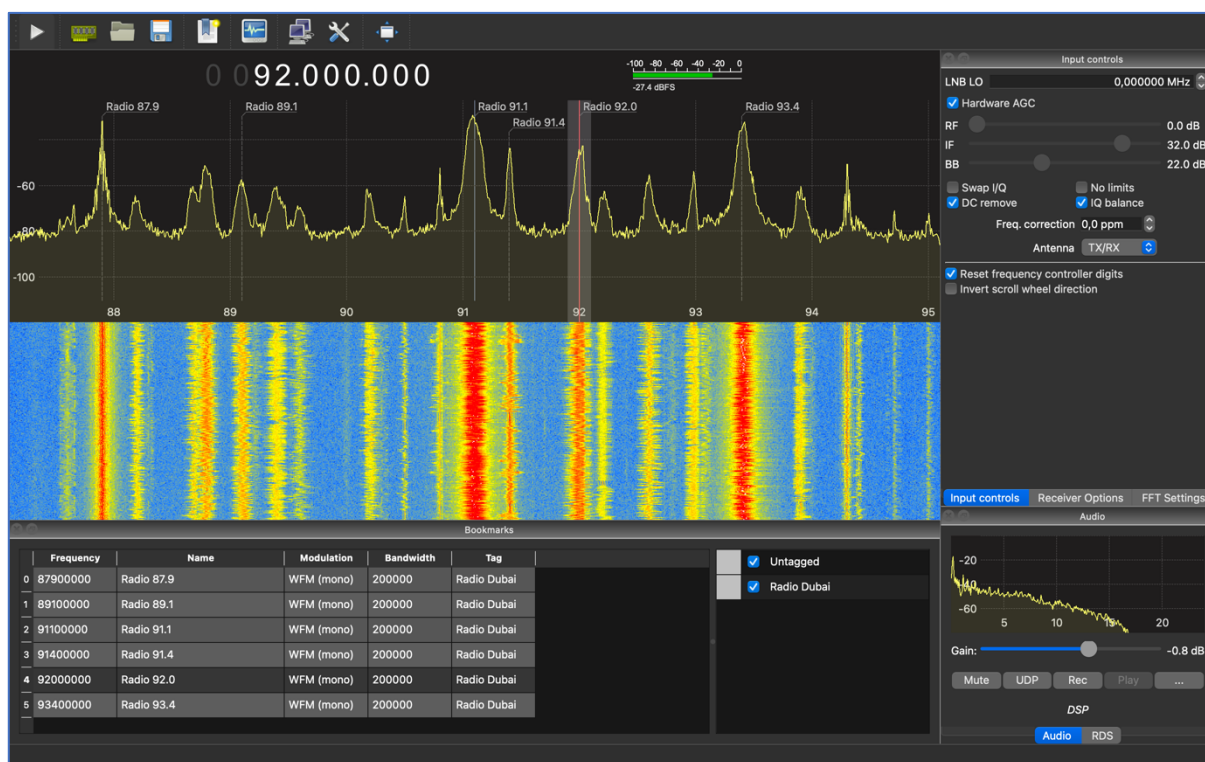 0 092.000.000
-100 -80 -60 -40 -20 0
-27.4 dBFS
Radio 87.9
Radio 89.1
Radio 91.1
Radio 91.4
Radio 92.0
Radio 93.4
-60
-80
-100
88 89 90 91 92 93 94 95
Input controls
LNB LO 0,000000 MHz
Hardware AGC
RF 0.0 dB
IF 32.0 dB
BB 22.0 dB
Swap I/Q No limits
DC remove IQ balance
Freq. correction 0,0 ppm
Antenna TX/RX
Reset frequency controller digits
Invert scroll wheel direction
Input controls Receiver Options FFT Settings
Bookmarks
Frequency Name Modulation Bandwidth Tag
0 87900000 Radio 87.9 WFM (mono) 200000 Radio Dubai
1 89100000 Radio 89.1 WFM (mono) 200000 Radio Dubai
2 91100000 Radio 91.1 WFM (mono) 200000 Radio Dubai
3 91400000 Radio 91.4 WFM (mono) 200000 Radio Dubai
4 92000000 Radio 92.0 WFM (mono) 200000 Radio Dubai
5 93400000 Radio 93.4 WFM (mono) 200000 Radio Dubai
Untagged
Radio Dubai
Audio
-20
-40
-60
5 10 15 20
Gain: -0.8 dB
Mute UDP Rec Play ...
DSP
Audio RDS